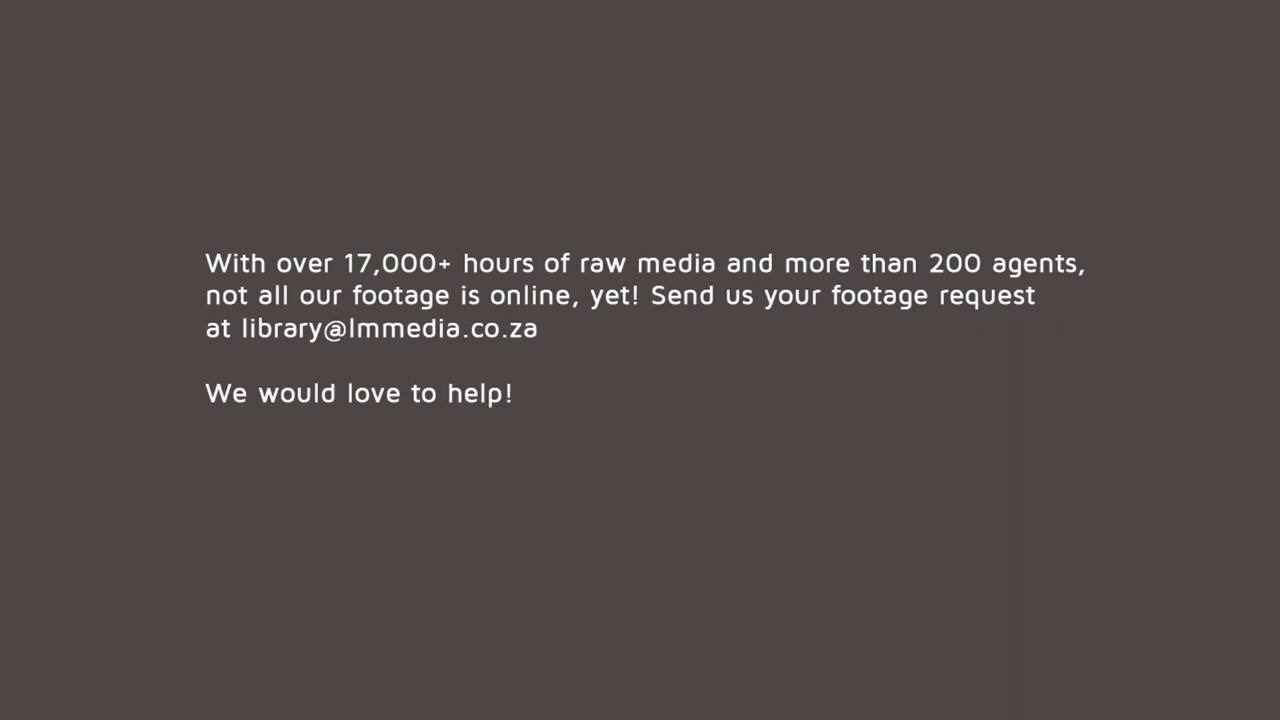 With over 17,000+ hours of raw media and more than 200 agents,
not all our footage is online, yet! Send us your footage request
at library@lmmedia.co.za
We would love to help!